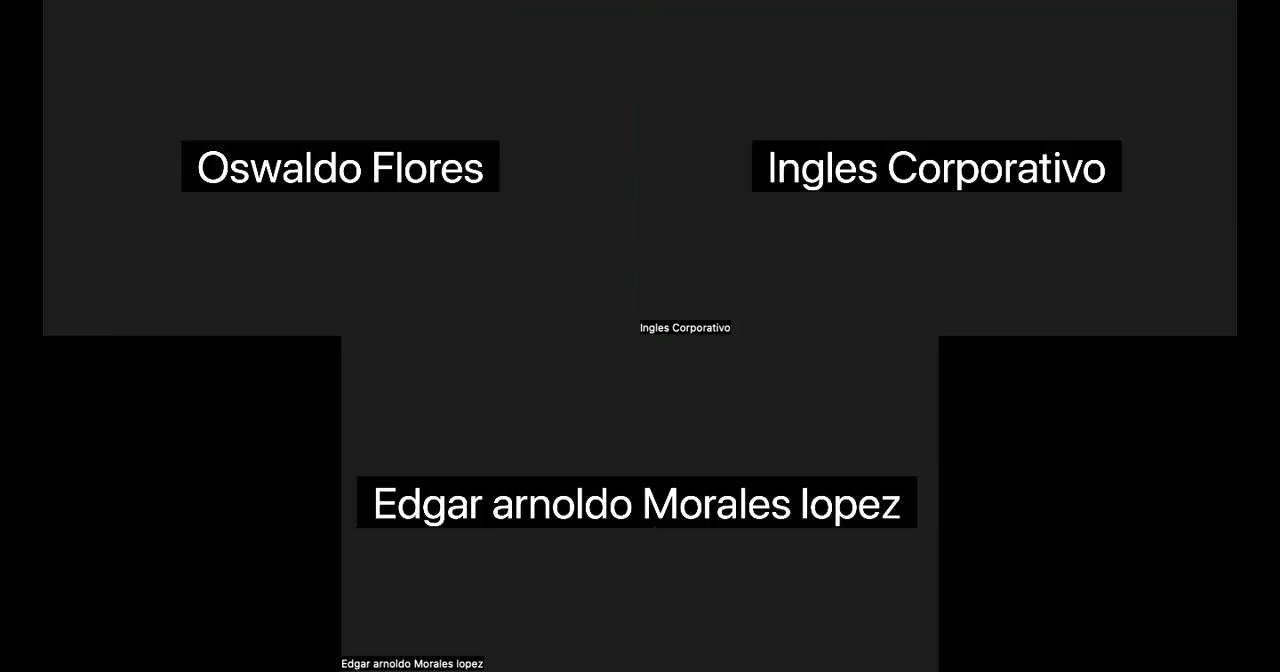 Oswaldo Flores
Ingles Corporativo
Ingles Corporativo
Edgar arnoldo Morales lopez
Edgar arnoldo Morales lopez